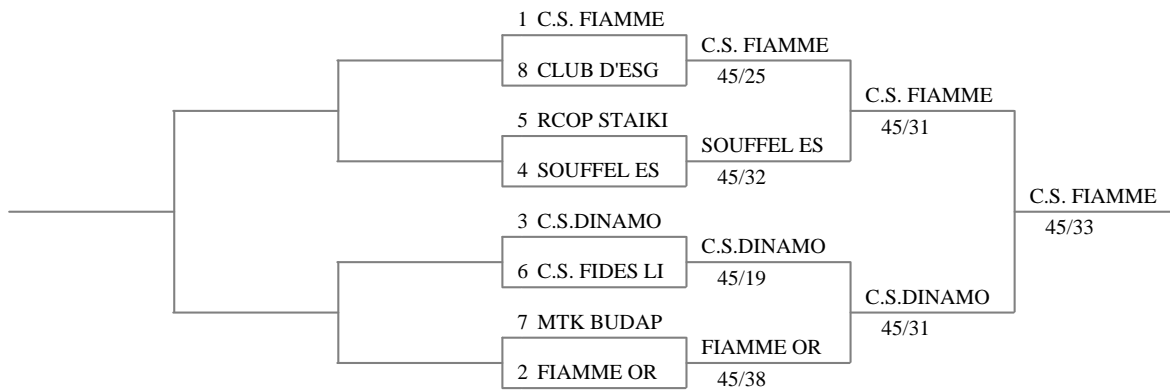 1 C.S. FIAMME
8 CLUB D'ESG
5 RCOP STAIKI
4 SOUFFEL ES
3 C.S.DINAMO
6 C.S. FIDES LI
7 MTK BUDAP
2 FIAMME OR
C.S. FIAMME
45/25
SOUFFEL ES
45/32
C.S.DINAMO
45/19
FIAMME OR
45/38
C.S. FIAMME
45/31
C.S.DINAMO
45/31
C.S. FIAMME
45/33